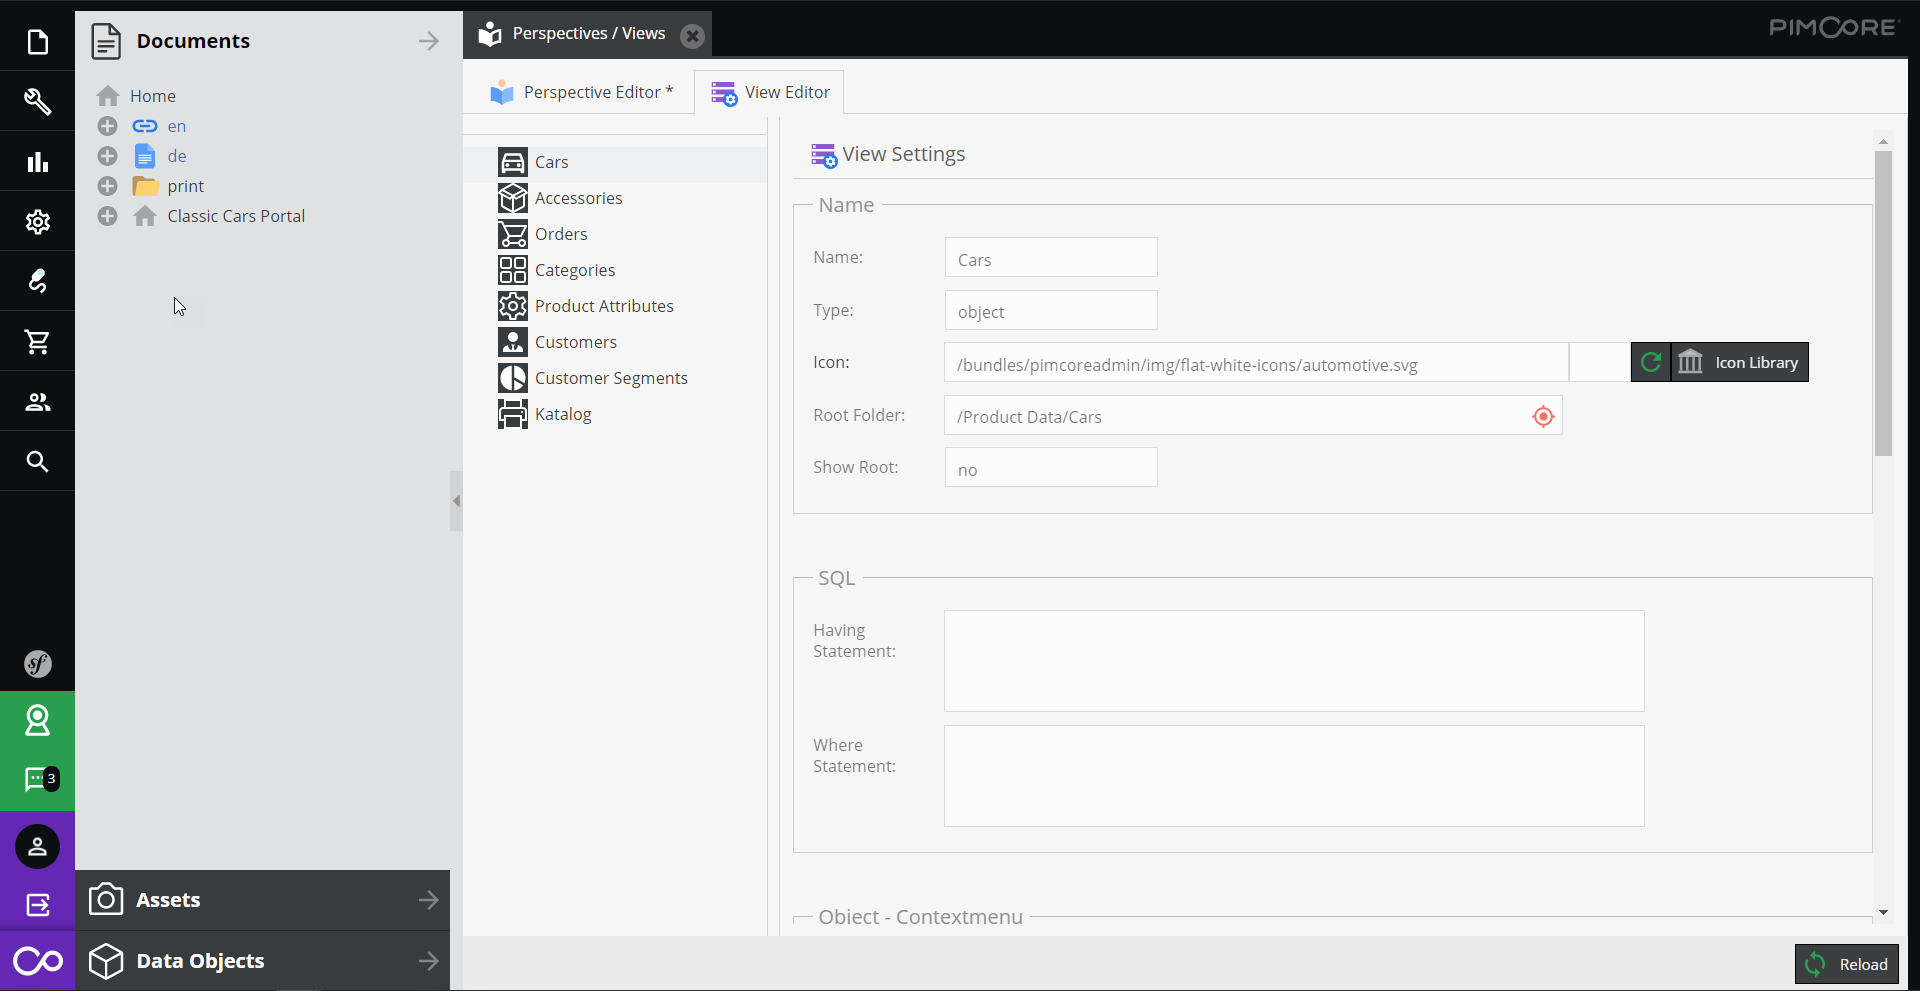 Documents
Home
en
de
print
Classic Cars Portal
sf
3
Assets
Data Objects
Perspectives / Views
PIMCORE
Perspective Editor *
View Editor
Cars
Accessories
Orders
Categories
Product Attributes
Customers
Customer Segments
Katalog
View Settings
Name
Name:
Cars
Type:
object
Icon:
/bundles/pimcoreadmin/img/flat-white-icons/automotive.svg
Icon Library
Root Folder:
/Product Data/Cars
Show Root:
no
SQL
Having
Statement:
Where
Statement:
Object - Contextmenu
Reload